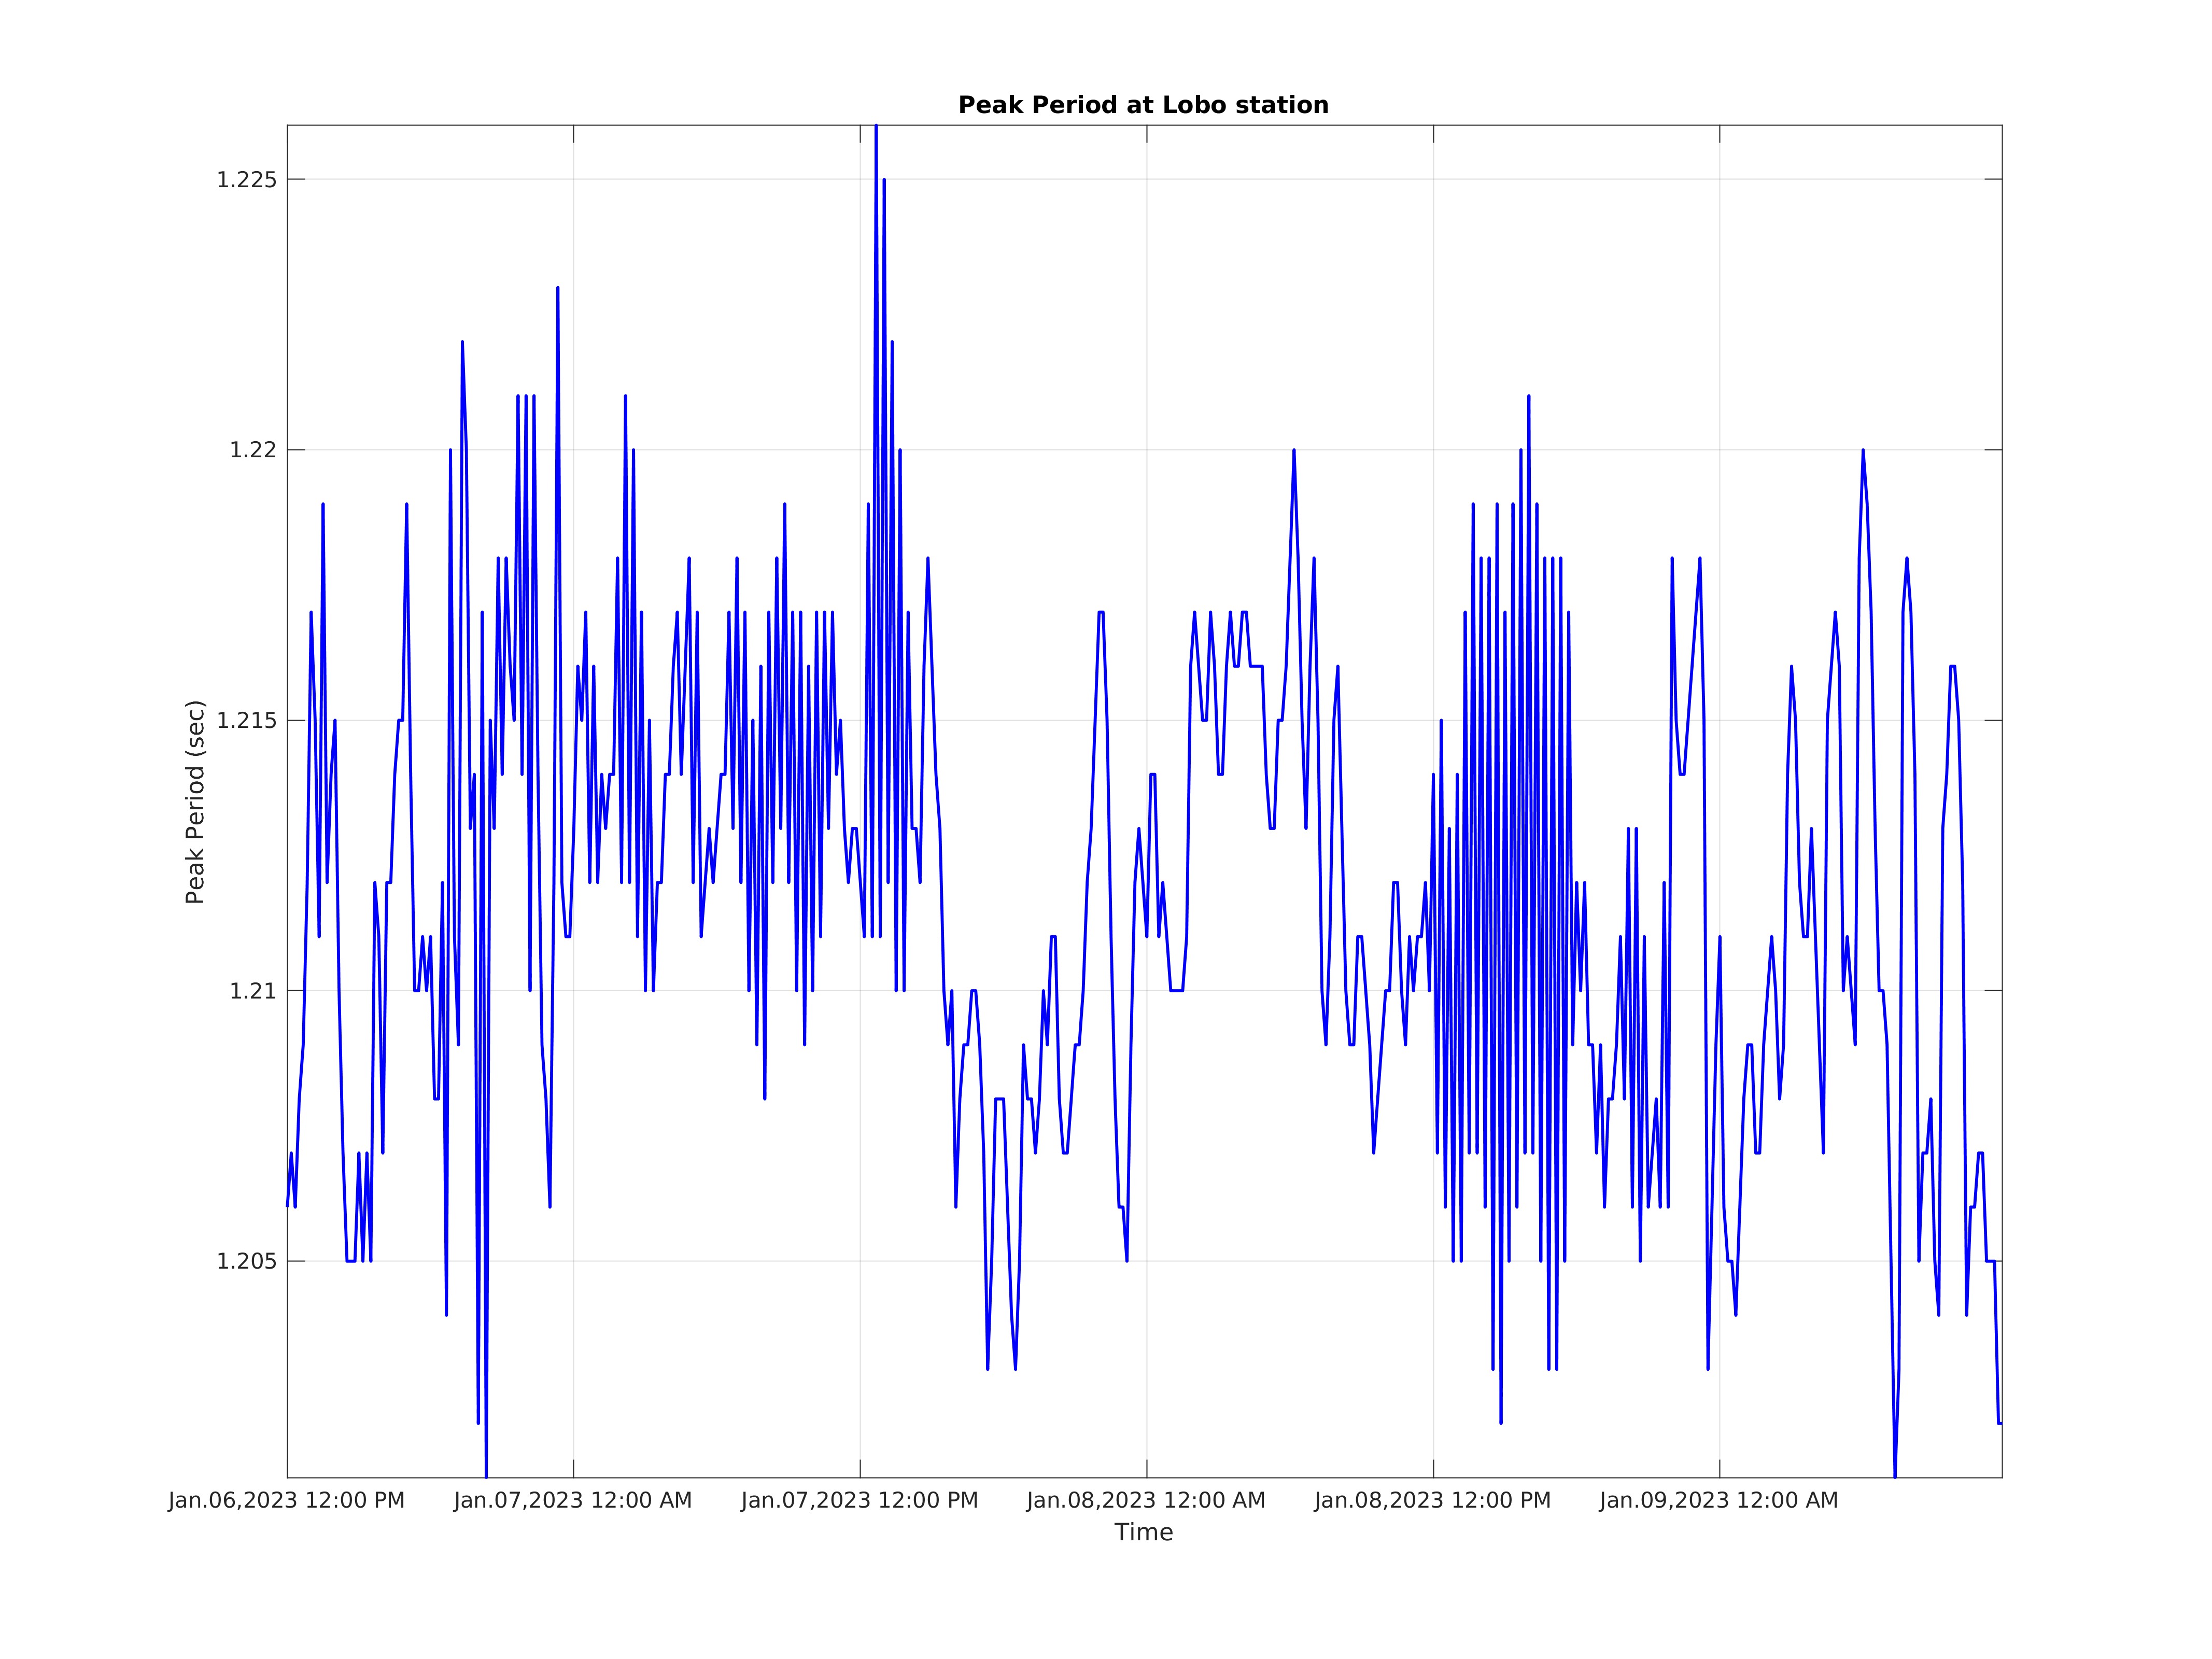 Peak Period at Lobo station
1.225
1.22
1.215
1.21
1.205
Peak Period (sec)
Jan.06,2023 12:00 PM
Jan.07,2023 12:00 AM
Jan.07,2023 12:00 PM
Jan.08,2023 12:00 AM
Jan.08,2023 12:00 PM
Jan.09,2023 12:00 AM
Time